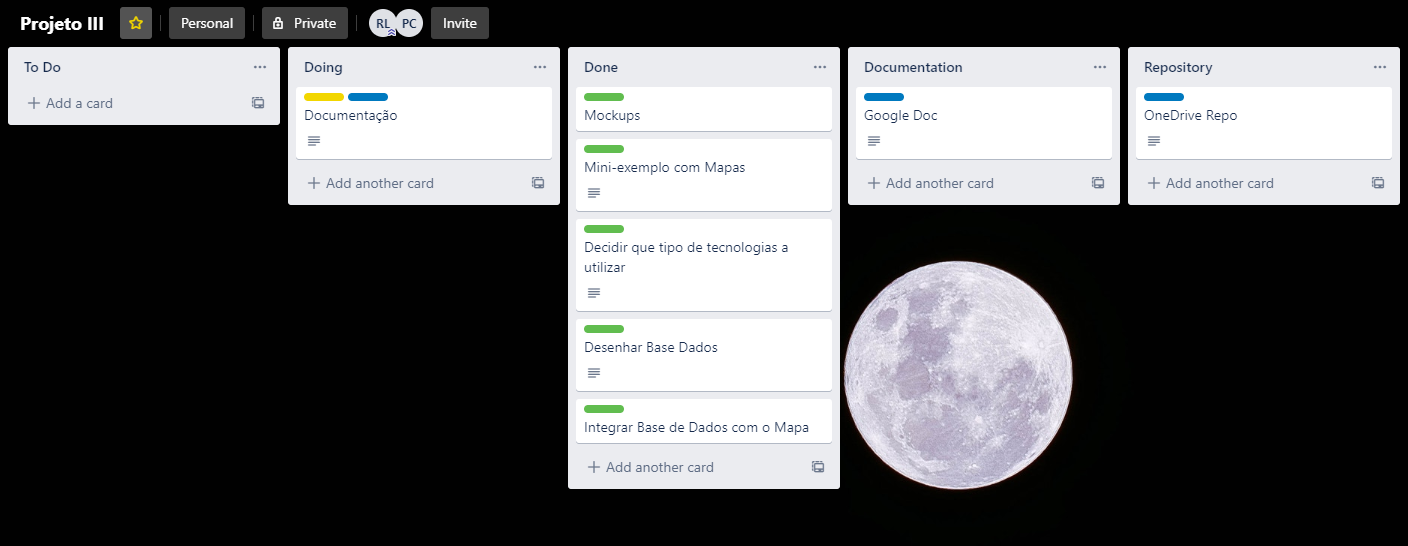 Projeto III
Personal
Private
RL
PC
Invite
To Do
Add a card
Doing
Documentação
Add another card
Done
Mockups
Mini-exemplo com Mapas
Decidir que tipo de tecnologias a
utilizar
Desenhar Base Dados
Integrar Base de Dados com o Mapa
Add another card
Documentation
Google Doc
Add another card
Repository
OneDrive Repo
Add another card